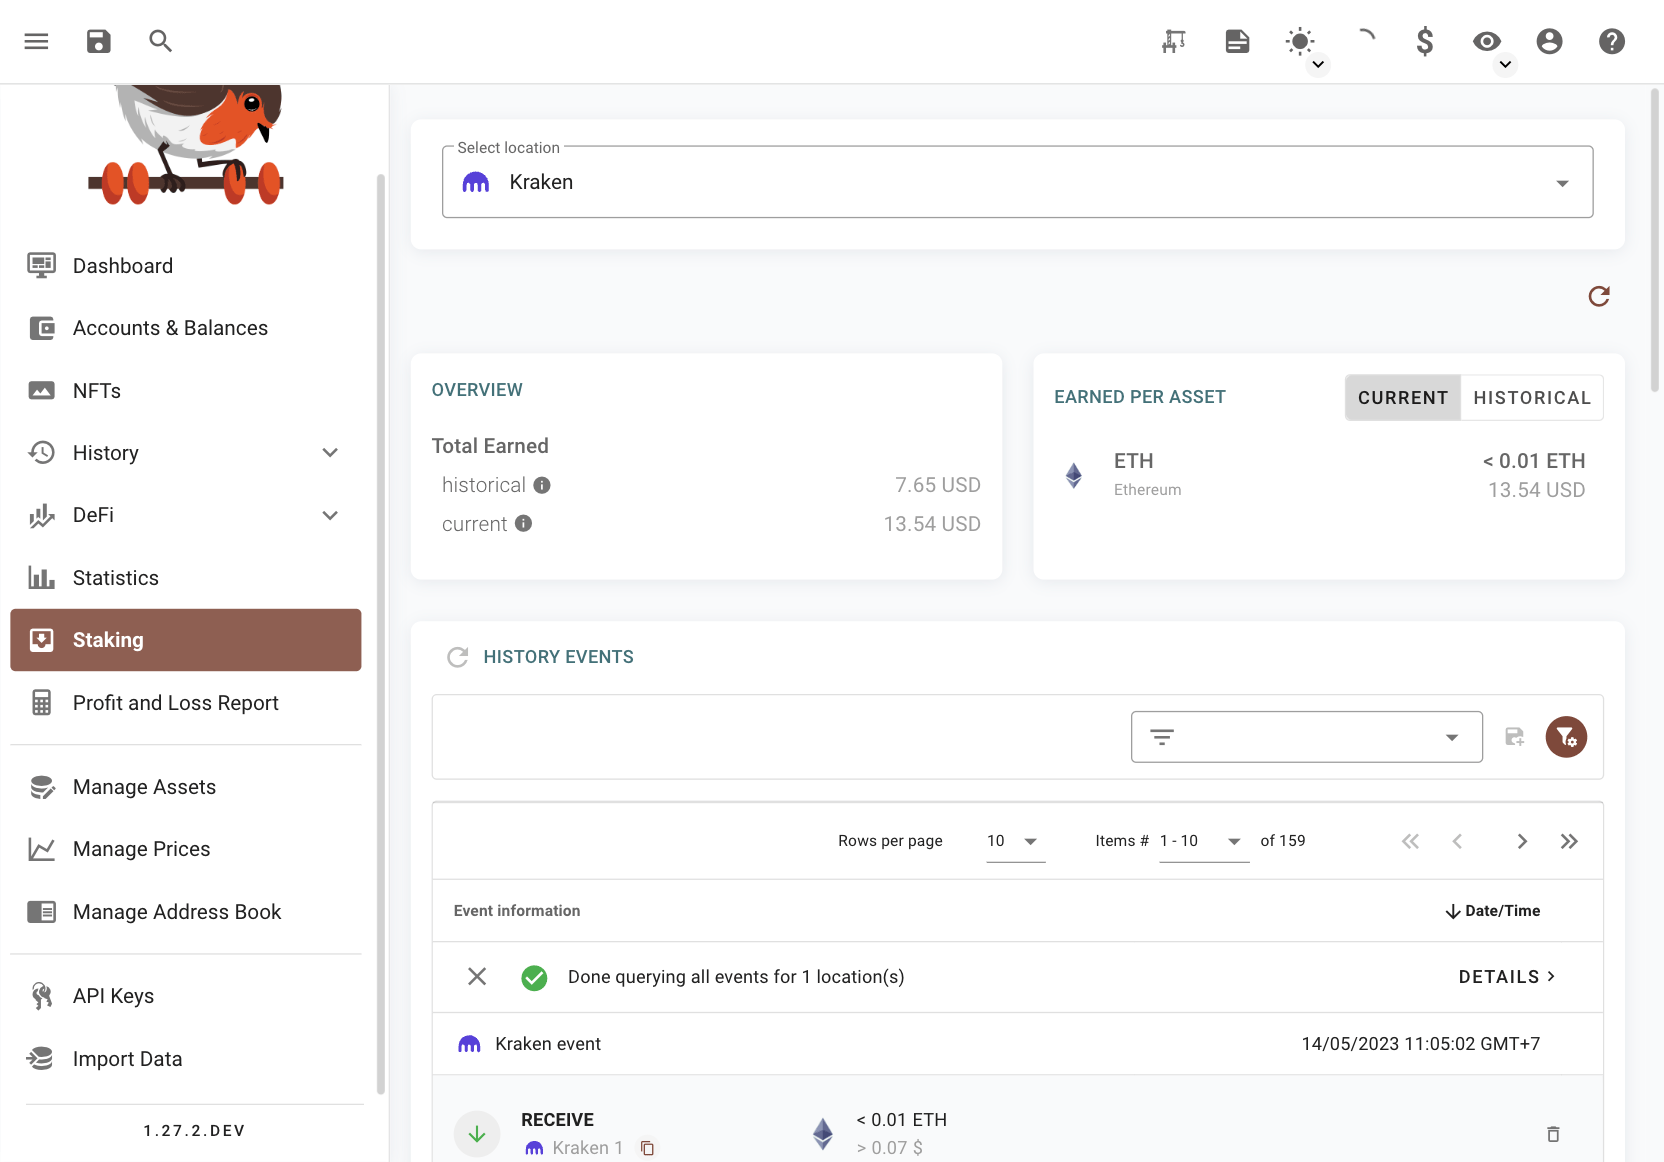 Select location
Kraken
Dashboard
Accounts & Balances
NFTs
History
DeFi
Statistics
Staking
Profit and Loss Report
Manage Assets
Manage Prices
Manage Address Book
API Keys
Import Data
1.27.2.DEV
OVERVIEW
Total Earned
historical 7.65 USD
current 13.54 USD
EARNED PER ASSET
CURRENT HISTORICAL
ETH < 0.01 ETH
Ethereum 13.54 USD
HISTORY EVENTS
Rows per page 10 Items # 1 - 10 of 159
Event information Date/Time
Done querying all events for 1 location(s) DETAILS
Kraken event 14/05/2023 11:05:02 GMT+7
RECEIVE < 0.01 ETH
Kraken 1 > 0.07 $